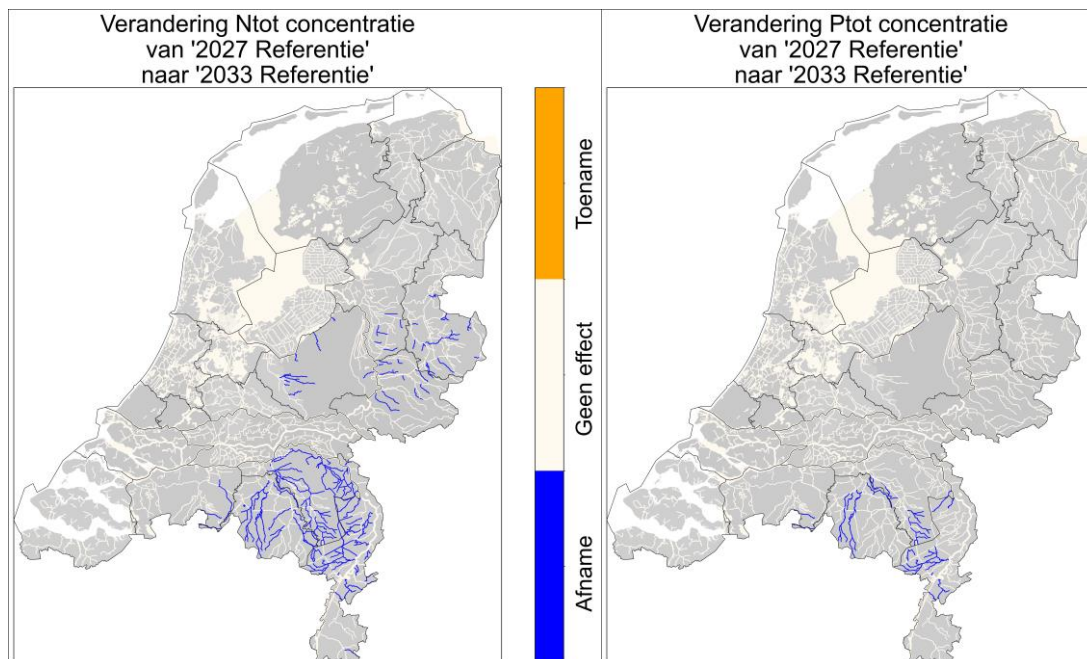 Verandering Ntot concentratie
van '2027 Referentie'
naar '2033 Referentie'
Toename
Geen effect
Afname
Verandering Ptot concentratie
van '2027 Referentie'
naar '2033 Referentie'